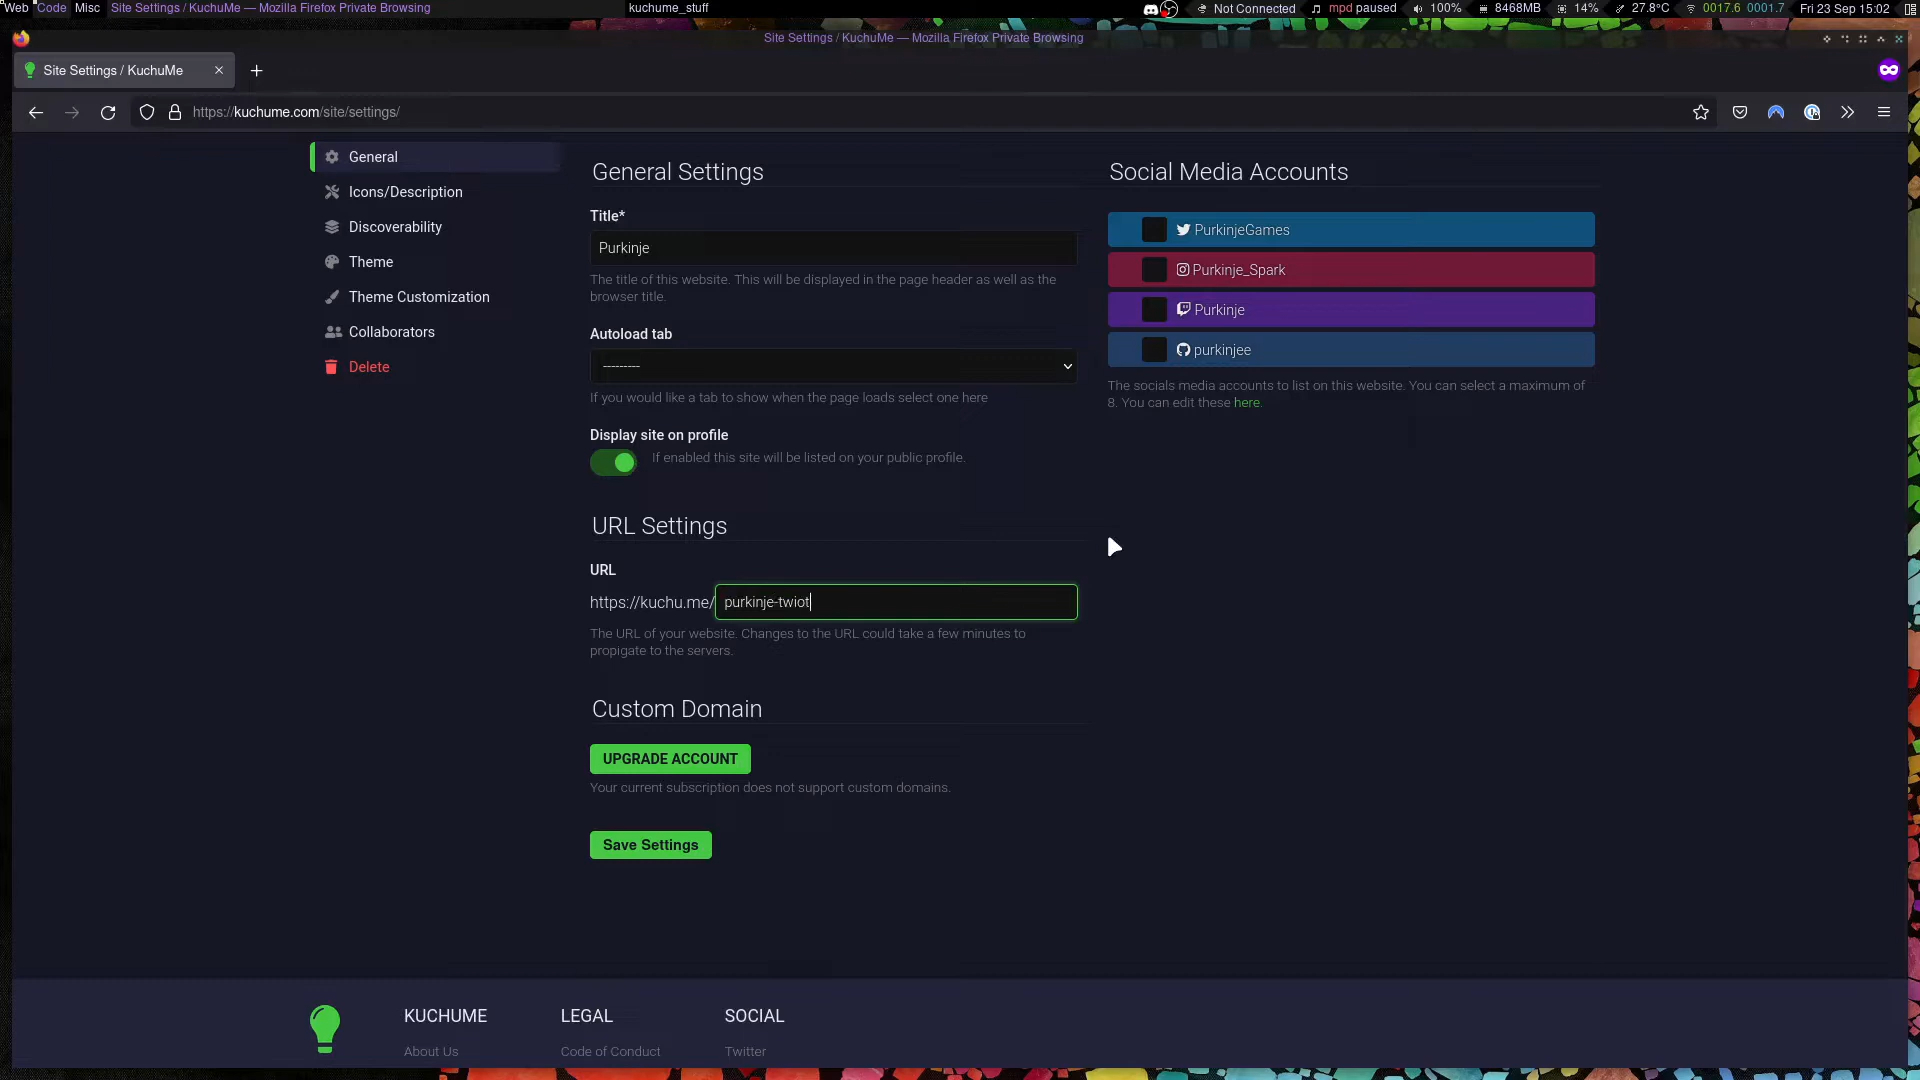 Web Code Misc Site Settings / KuchuMe — Mozilla Firefox Private Browsing kuchume_stuff Not Connected mpd paused 100% 8468MB 14% 27.8°C 0017.6 0001.7 Fri 23 Sep 15:02
Site Settings / KuchuMe — Mozilla Firefox Private Browsing
Site Settings / KuchuMe
https://kuchume.com/site/settings/
General
Icons/Description
Discoverability
Theme
Theme Customization
Collaborators
Delete
General Settings
Title*
Purkinje
The title of this website. This will be displayed in the page header as well as the
browser title.
Autoload tab
---------
If you would like a tab to show when the page loads select one here
Display site on profile
If enabled this site will be listed on your public profile.
URL Settings
URL
https://kuchu.me/ purkinje-twiot
The URL of your website. Changes to the URL could take a few minutes to
propigate to the servers.
Custom Domain
UPGRADE ACCOUNT
Your current subscription does not support custom domains.
Save Settings
Social Media Accounts
PurkinjeGames
Purkinje_Spark
Purkinje
purkinjee
The socials media accounts to list on this website. You can select a maximum of
8. You can edit these here.
KUCHUME
About Us
LEGAL
Code of Conduct
SOCIAL
Twitter